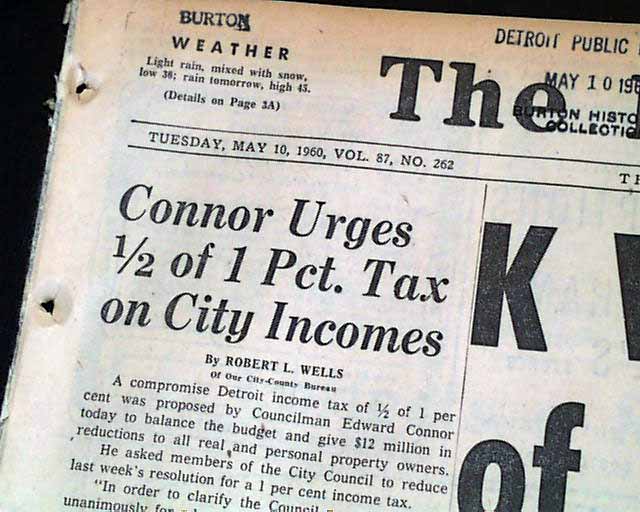 BURTON
WEATHER
Light rain, mixed with snow,
low 38; rain tomorrow, high 45.
(Details on Page 3A)
DETROIT PUBLIC
The
MAY 10 196
BURTON HISTO
COLLECTIO
TUESDAY, MAY 10, 1960, VOL. 87, NO. 262
Connor Urges
½ of 1 Pct. Tax
on City Incomes
By ROBERT L. WELLS
Of Our City-County Bureau
A compromise Detroit income tax of ½ of 1 per
cent was proposed by Councilman Edward Connor
today to balance the budget and give $12 million in
reductions to all real and personal property owners.
He asked members of the City Council to reduce
last week's resolution for a 1 per cent income tax.
"In order to clarify the Council
unanimously for
K
of